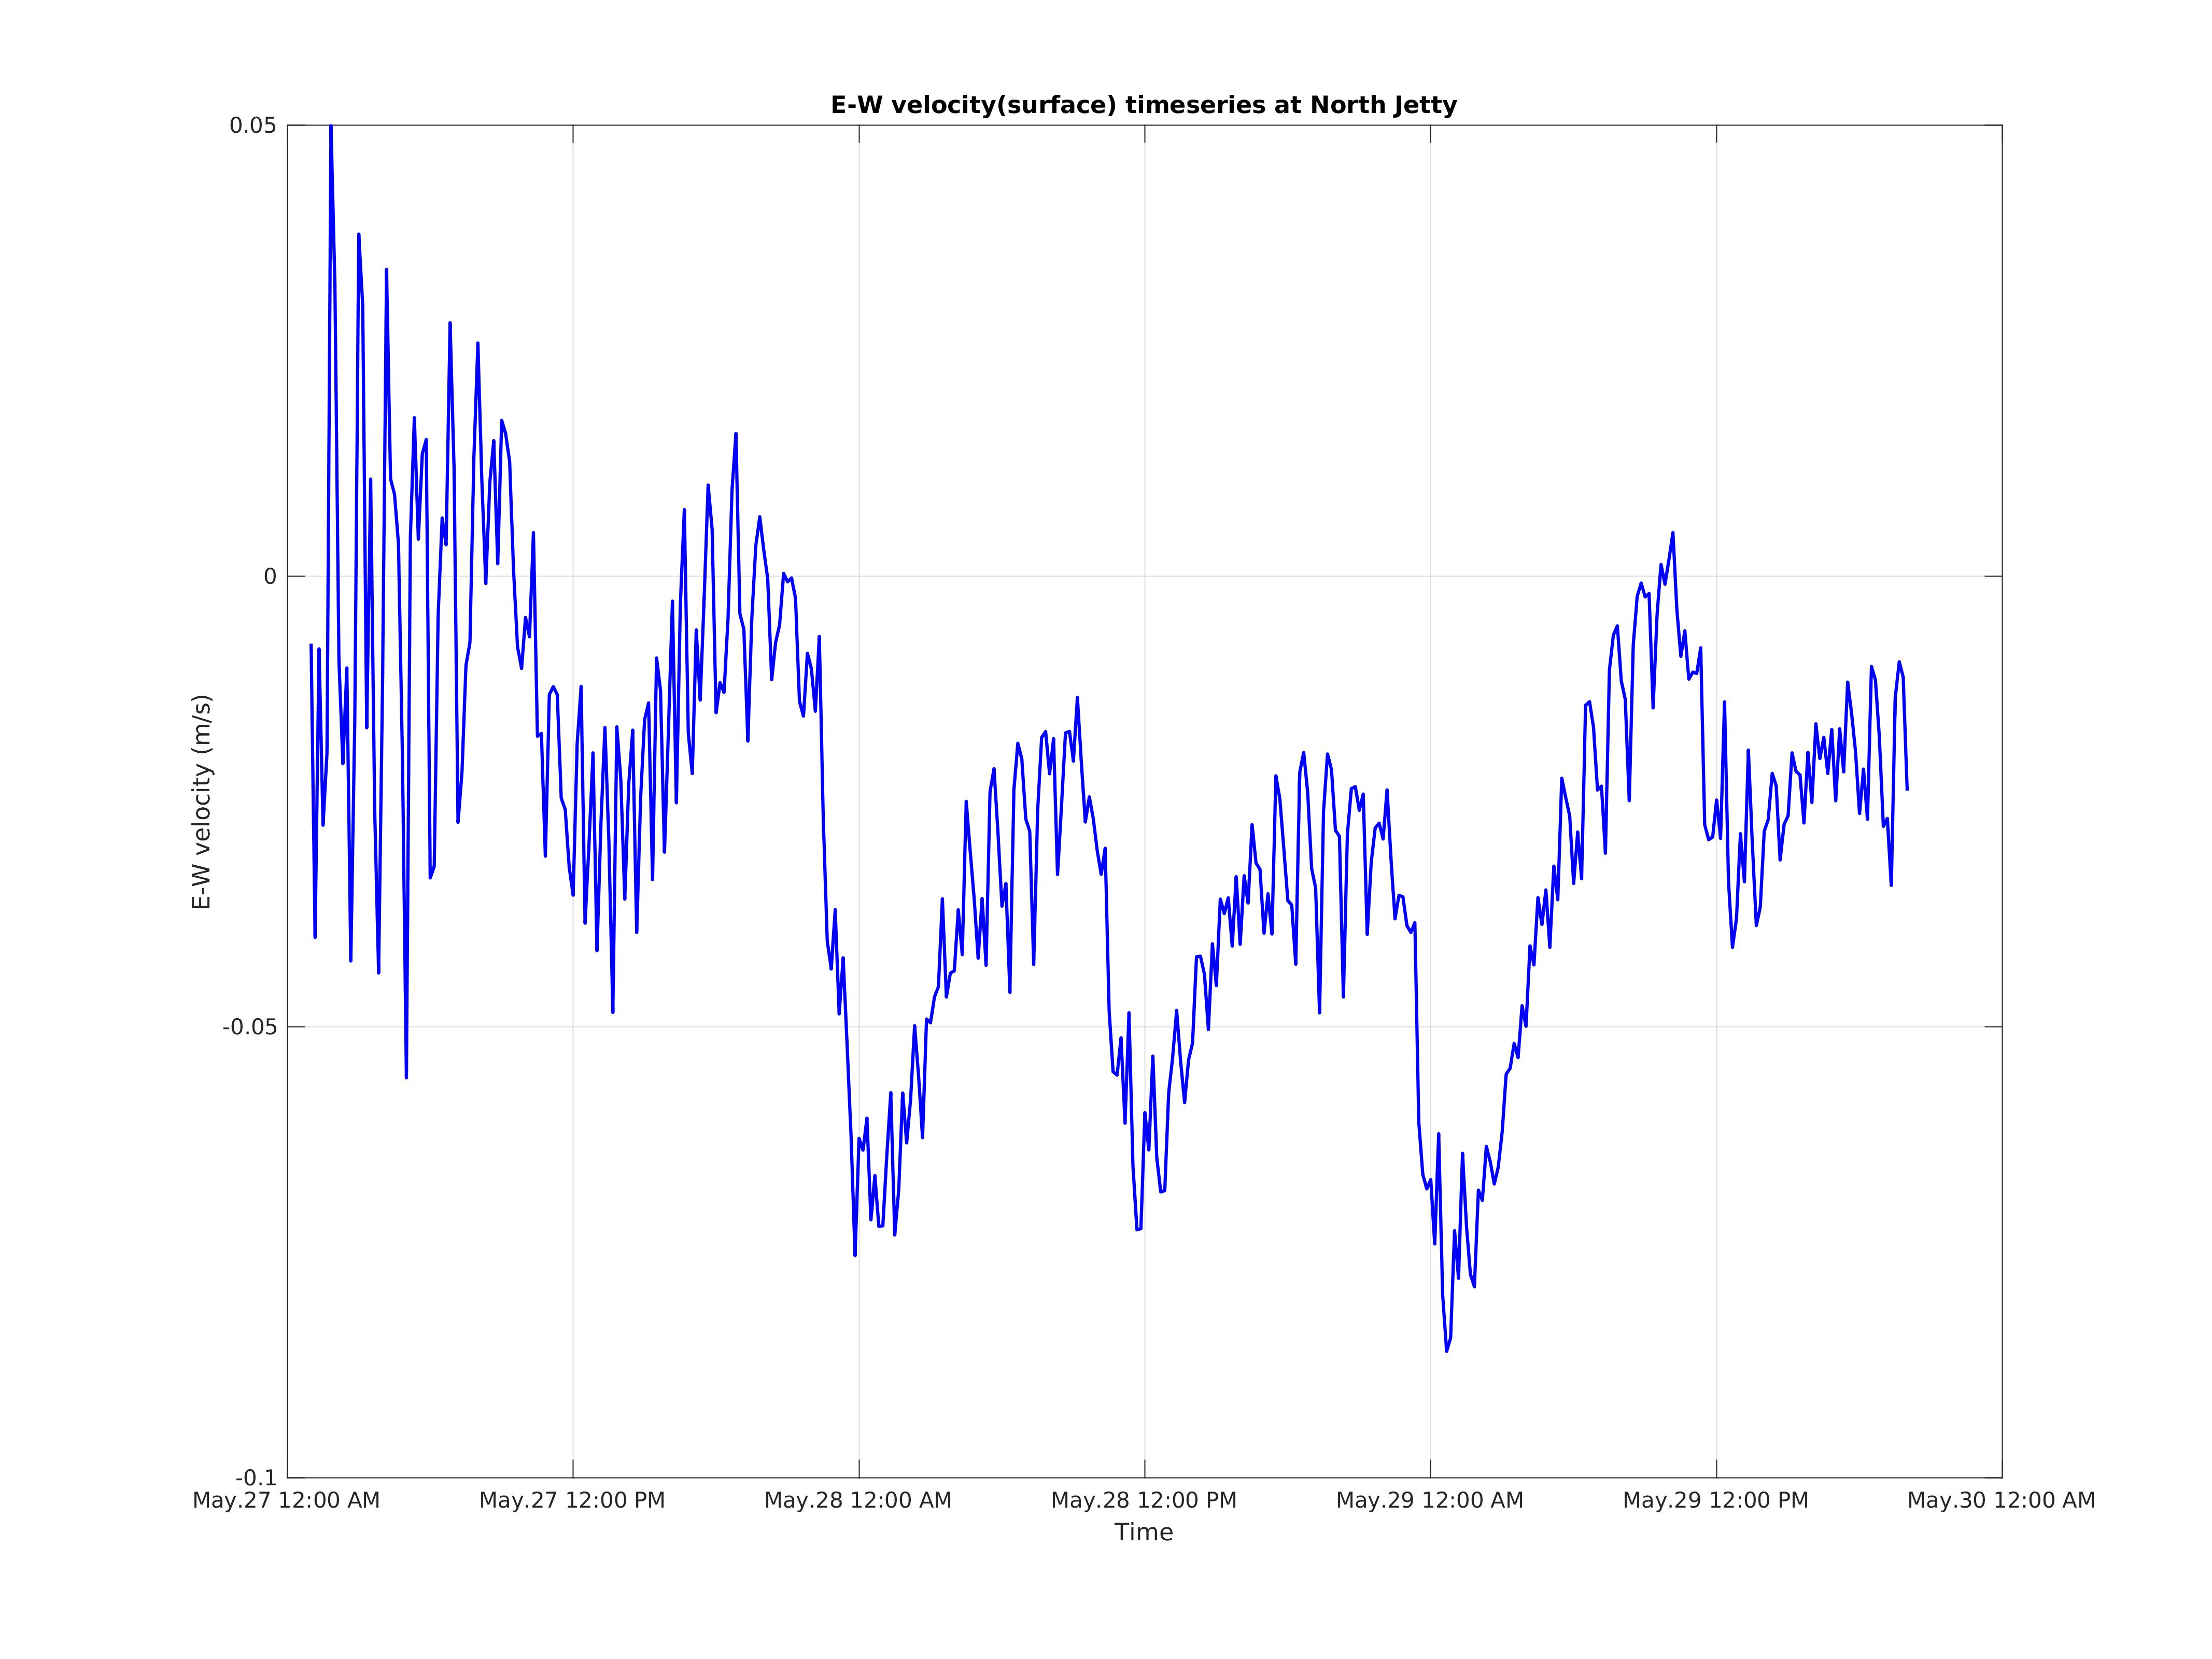 E-W velocity(surface) timeseries at North Jetty
0.05
0
-0.05
-0.1
E-W velocity (m/s)
May.27 12:00 AM
May.27 12:00 PM
May.28 12:00 AM
May.28 12:00 PM
May.29 12:00 AM
May.29 12:00 PM
May.30 12:00 AM
Time